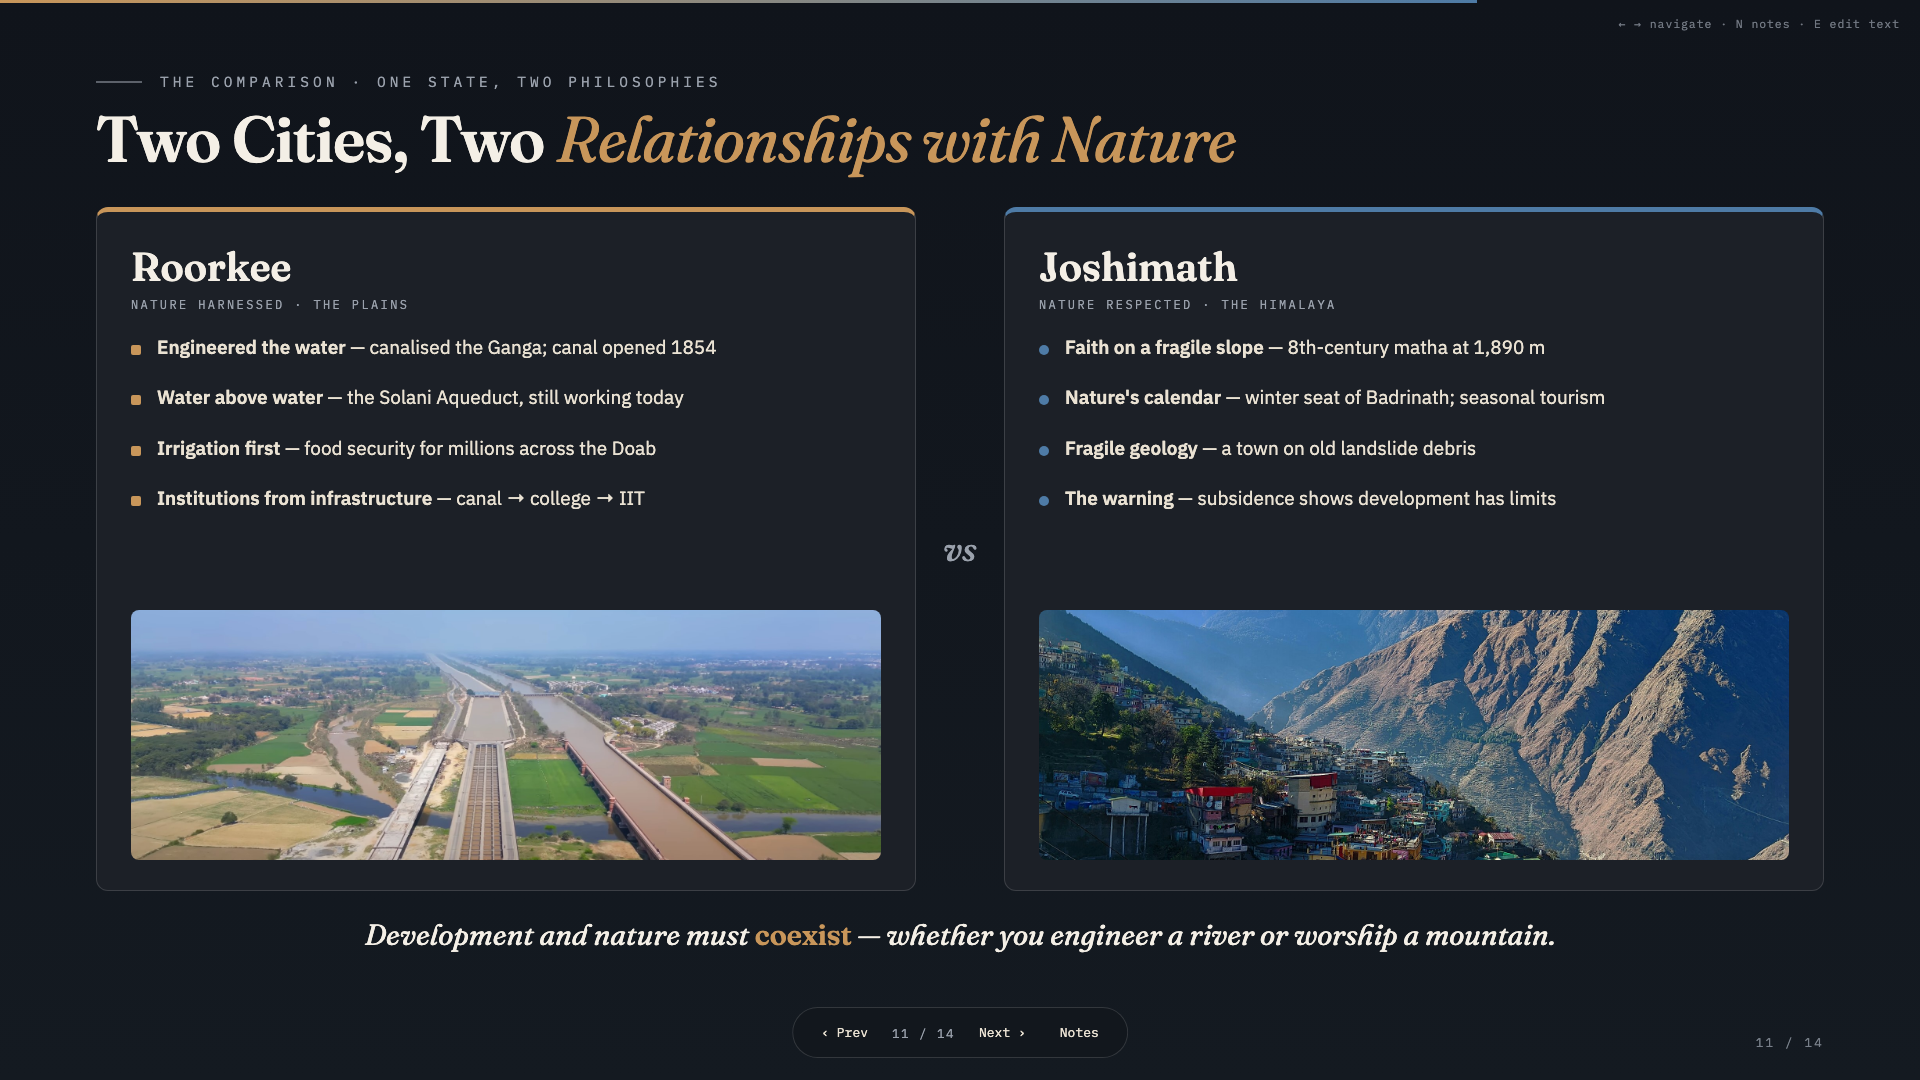 ← → navigate · N notes · E edit text
THE COMPARISON · ONE STATE, TWO PHILOSOPHIES
Two Cities, Two Relationships with Nature
Roorkee
NATURE HARNESSED · THE PLAINS
Engineered the water — canalised the Ganga; canal opened 1854
Water above water — the Solani Aqueduct, still working today
Irrigation first — food security for millions across the Doab
Institutions from infrastructure — canal → college → IIT
vs
Joshimath
NATURE RESPECTED · THE HIMALAYA
Faith on a fragile slope — 8th-century matha at 1,890 m
Nature's calendar — winter seat of Badrinath; seasonal tourism
Fragile geology — a town on old landslide debris
The warning — subsidence shows development has limits
Development and nature must coexist — whether you engineer a river or worship a mountain.
‹ Prev 11 / 14 Next › Notes
11 / 14